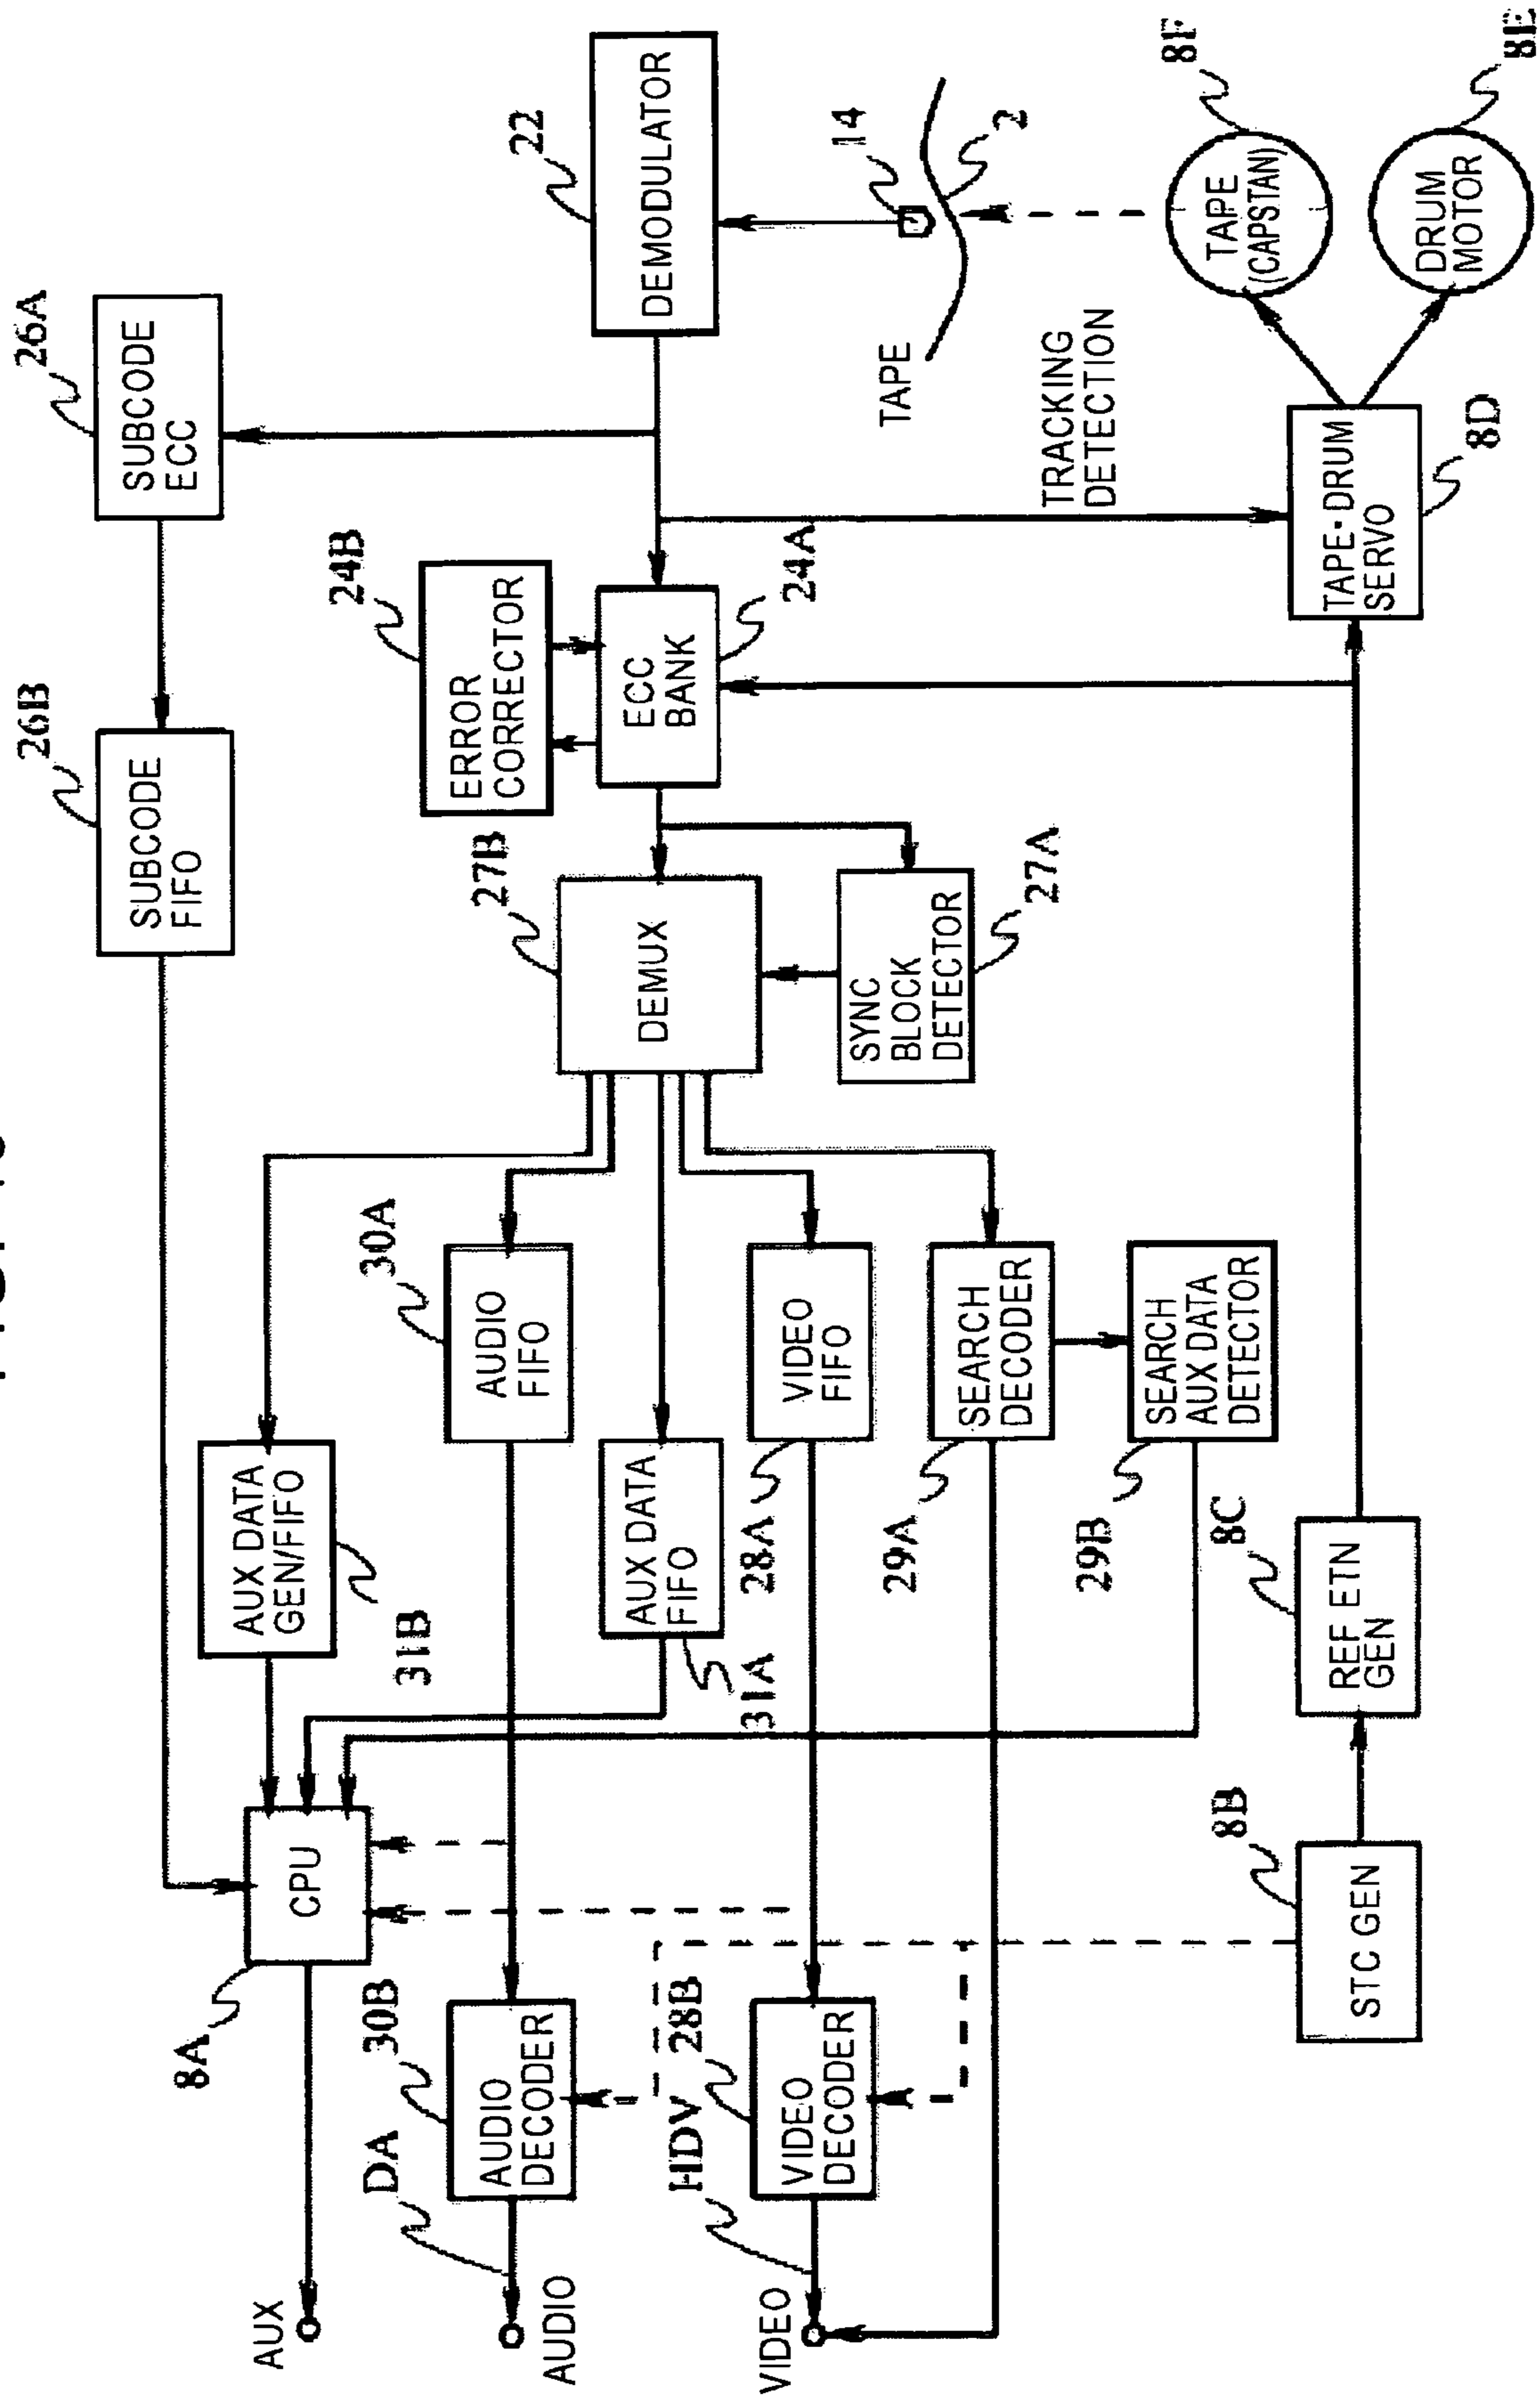 26B
26A
SUBCODE
FIFO
SUBCODE
ECC
8A
AUX
CPU
AUX DATA
GEN/FIFO
31B
24B
22
DA
30B
30A
27B
ERROR
CORRECTOR
AUDIO
AUDIO
DECODER
AUDIO
FIFO
DEMUX
ECC
BANK
24A
DEMODULATOR
AUX DATA
FIFO
31A
HDV
28B
VIDEO
VIDEO
DECODER
28A
VIDEO
FIFO
SYNC
BLOCK
DETECTOR
27A
14
TAPE
2
29A
SEARCH
DECODER
TRACKING
DETECTION
29B
SEARCH
AUX DATA
DETECTOR
8B
8C
8F
TAPE
(CAPSTAN)
STC GEN
REF ETN
GEN
TAPE·DRUM
SERVO
8D
DRUM
MOTOR
8E